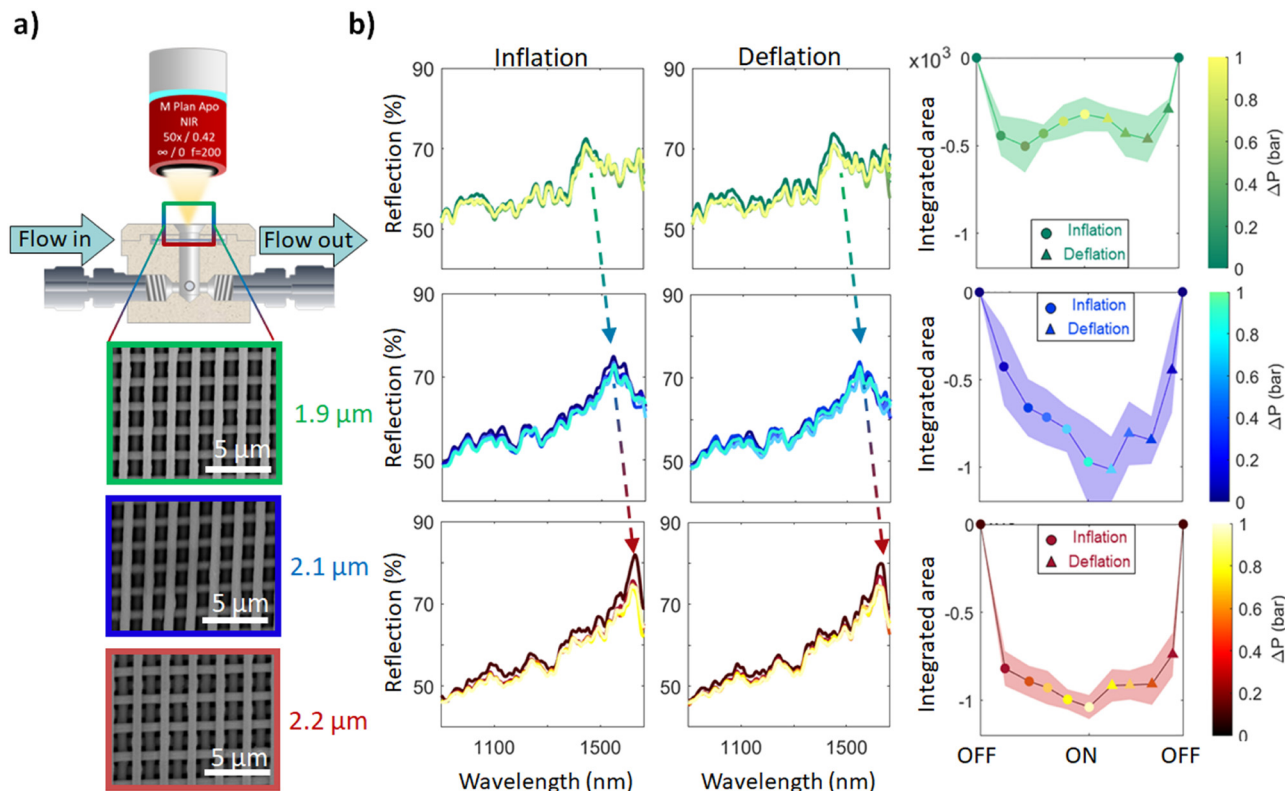 a)
M Plan Apo
NIR
50x / 0.42
∞ / 0 f=200
Flow in
Flow out
5 µm
1.9 µm
5 µm
2.1 µm
5 µm
2.2 µm
b)
Inflation
Deflation
Reflection (%)
90
70
50
Reflection (%)
90
70
50
Integrated area
x10³
0
-0.5
-1
Inflation
Deflation
1
0.8
0.6
0.4
0.2
0
ΔP (bar)
Reflection (%)
70
50
Reflection (%)
70
50
Integrated area
0
-0.5
-1
Inflation
Deflation
1
0.8
0.6
0.4
0.2
0
ΔP (bar)
Reflection (%)
90
70
50
1100
1500
Wavelength (nm)
Reflection (%)
90
70
50
1100
1500
Wavelength (nm)
Integrated area
0
-0.5
-1
Inflation
Deflation
OFF
ON
OFF
1
0.8
0.6
0.4
0.2
0
ΔP (bar)